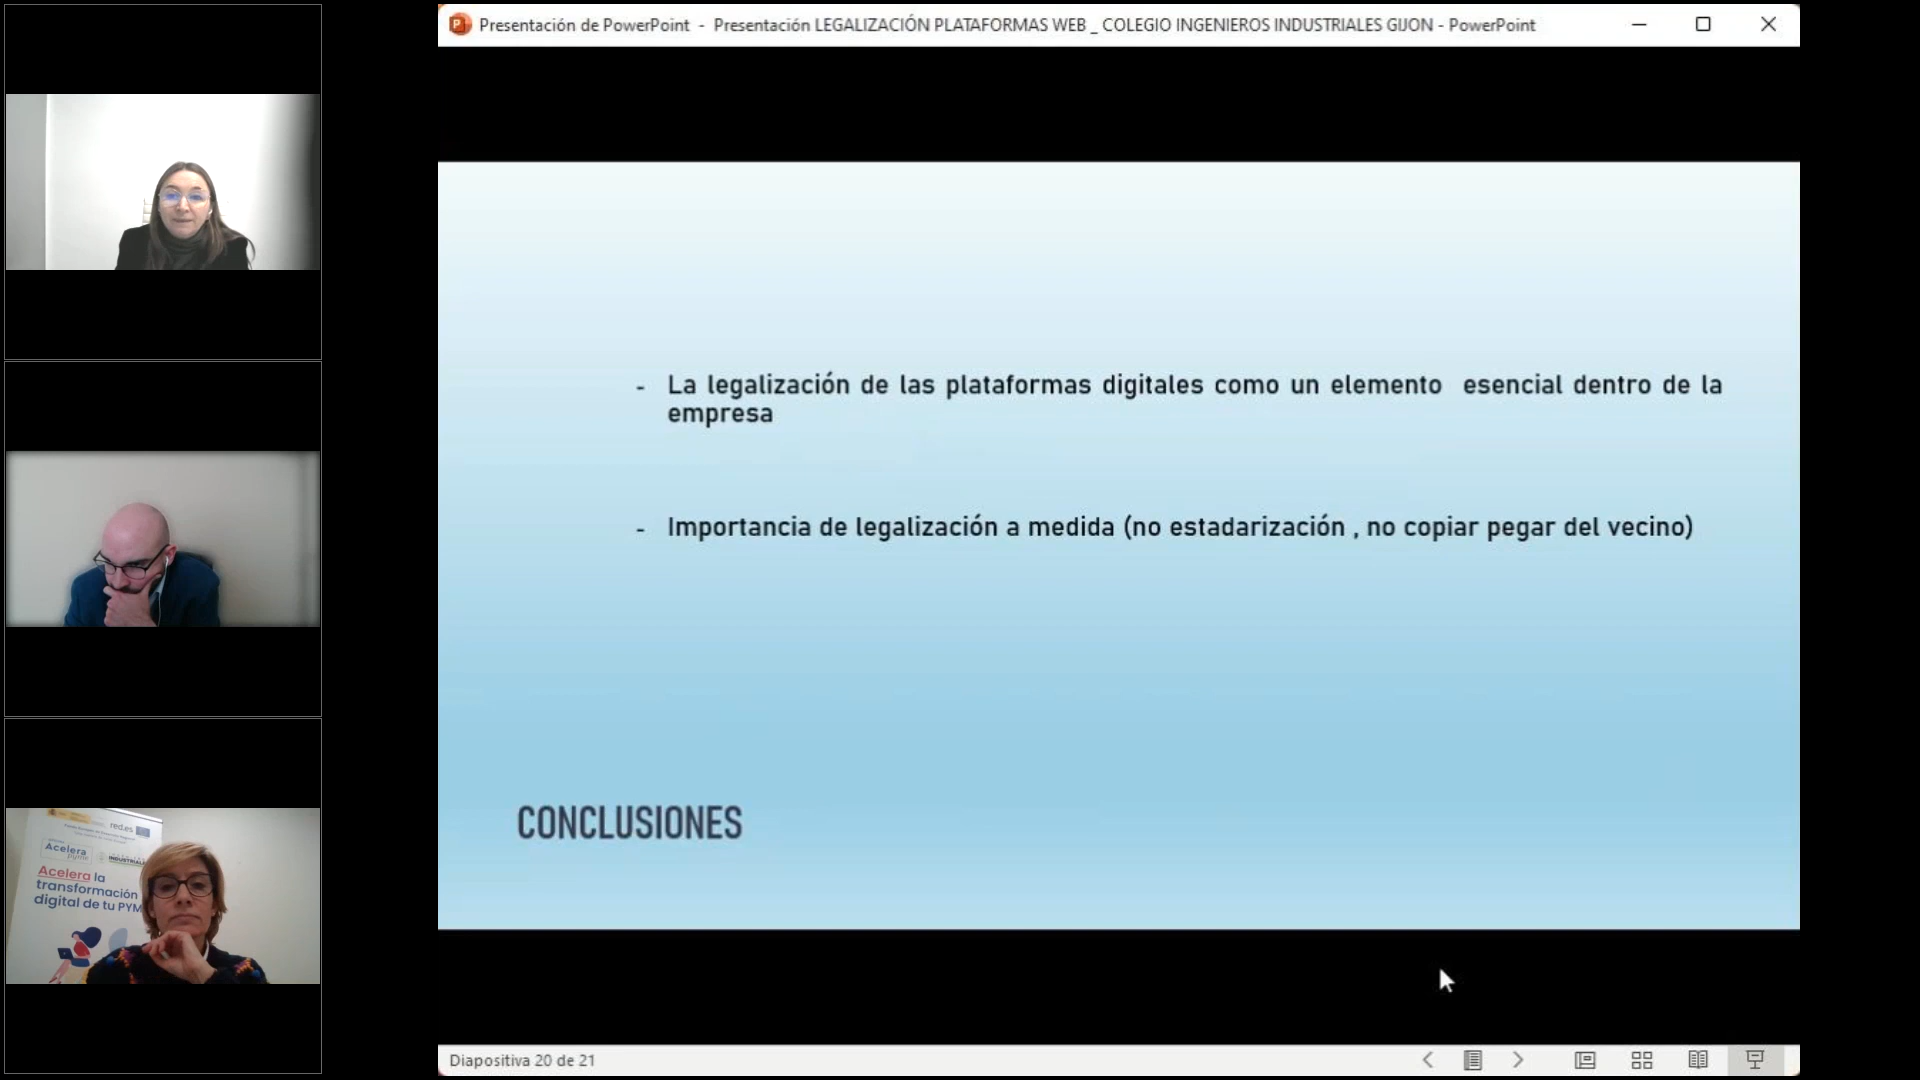 Presentación de PowerPoint - Presentación LEGALIZACIÓN PLATAFORMAS WEB _ COLEGIO INGENIEROS INDUSTRIALES GIJON - PowerPoint
- La legalización de las plataformas digitales como un elemento esencial dentro de la
empresa
- Importancia de legalización a medida (no estadarización , no copiar pegar del vecino)
CONCLUSIONES
Diapositiva 20 de 21
red.es
Acelera
pyme
INDUSTRIAL
Acelera la
transformación
digital de tu PYM